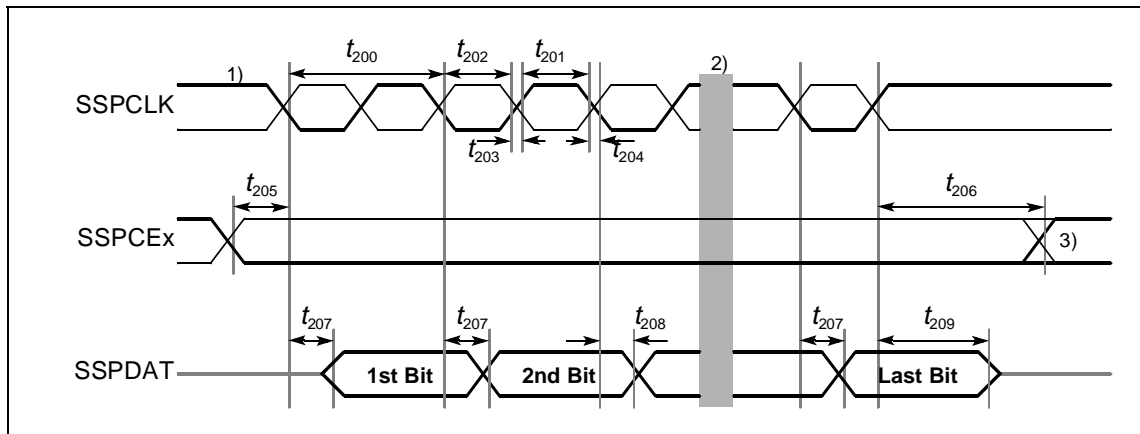 t200 t202 t201
1) 2)
SSPCLK
t203 t204
t205 t206
SSPCEx 3)
t207 t207 t208 t207 t209
SSPDAT 1st Bit 2nd Bit Last Bit